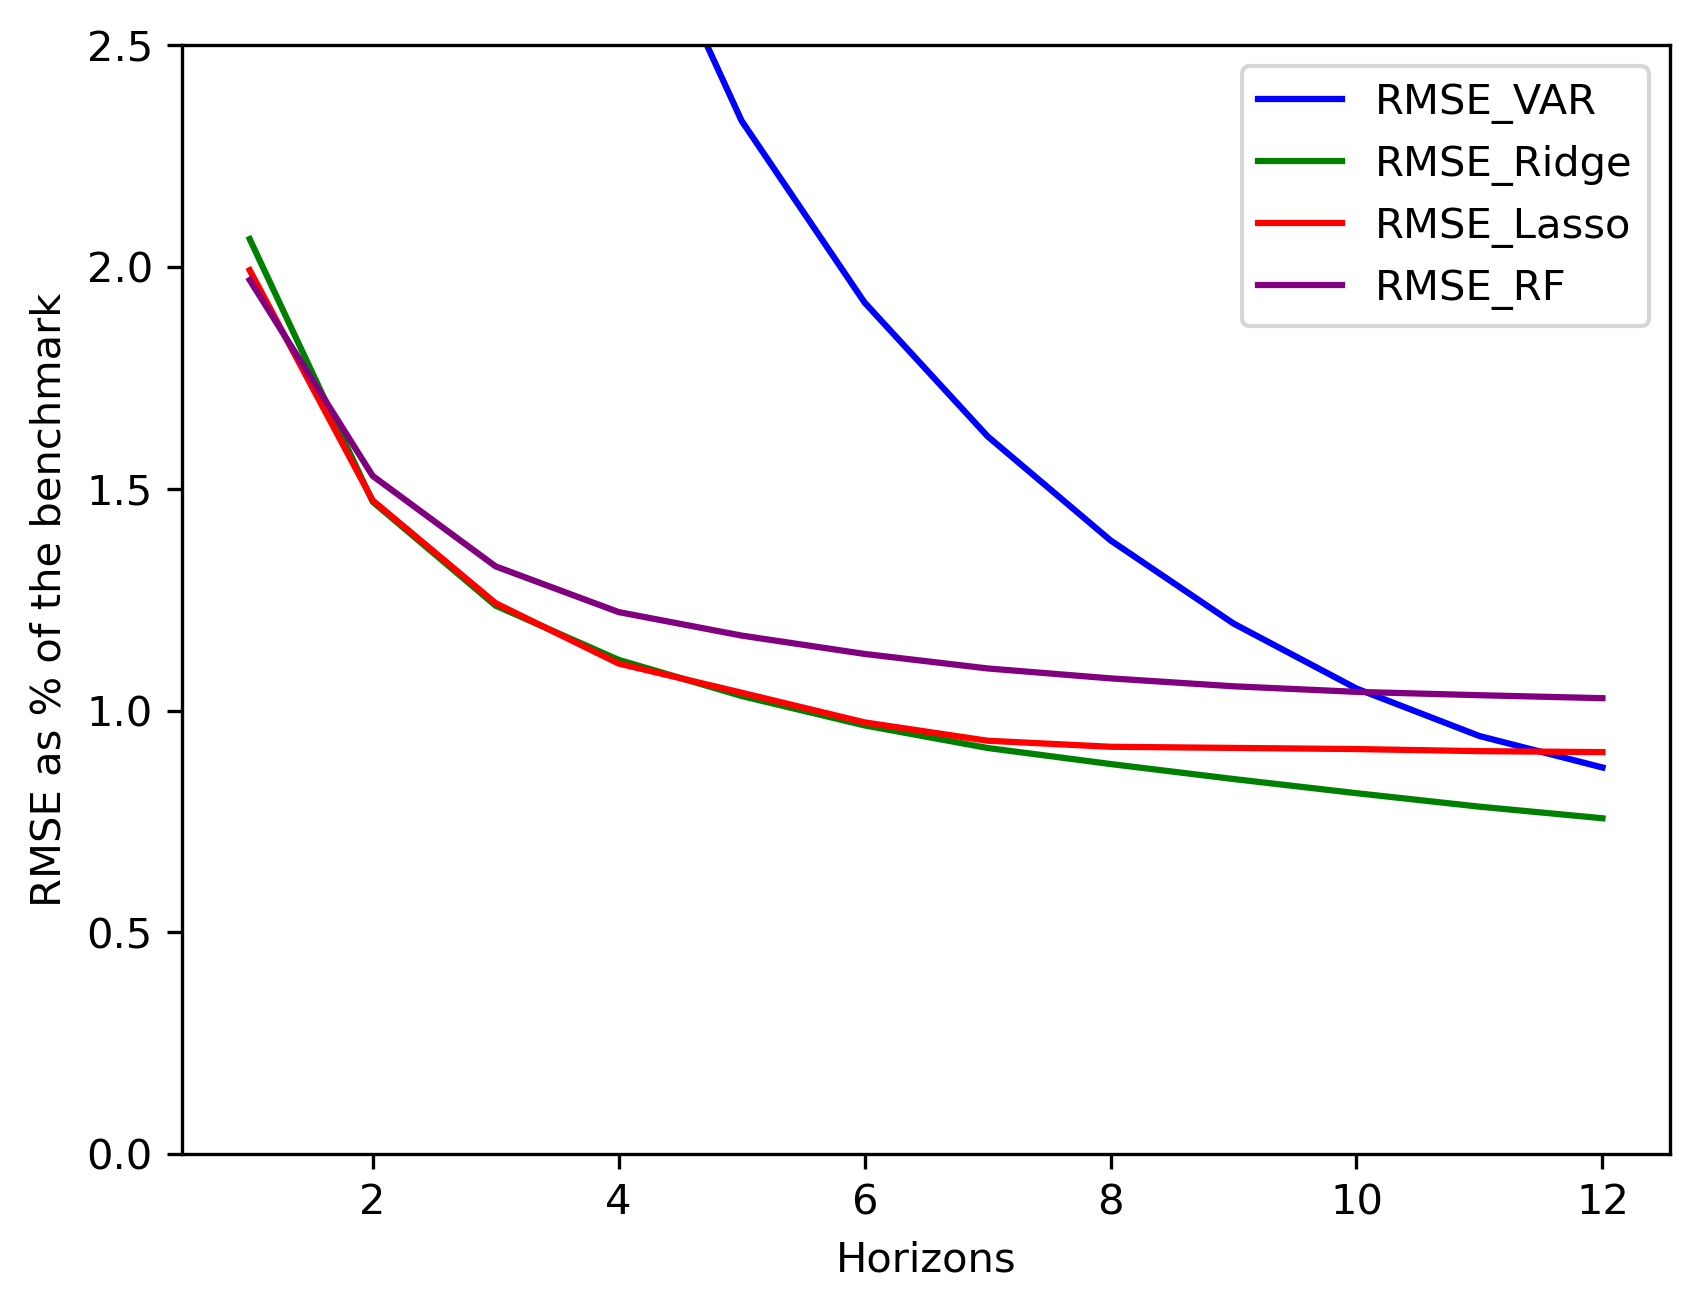 2.5
2.0
1.5
1.0
0.5
0.0
RMSE as % of the benchmark
RMSE_VAR
RMSE_Ridge
RMSE_Lasso
RMSE_RF
2 4 6 8 10 12
Horizons